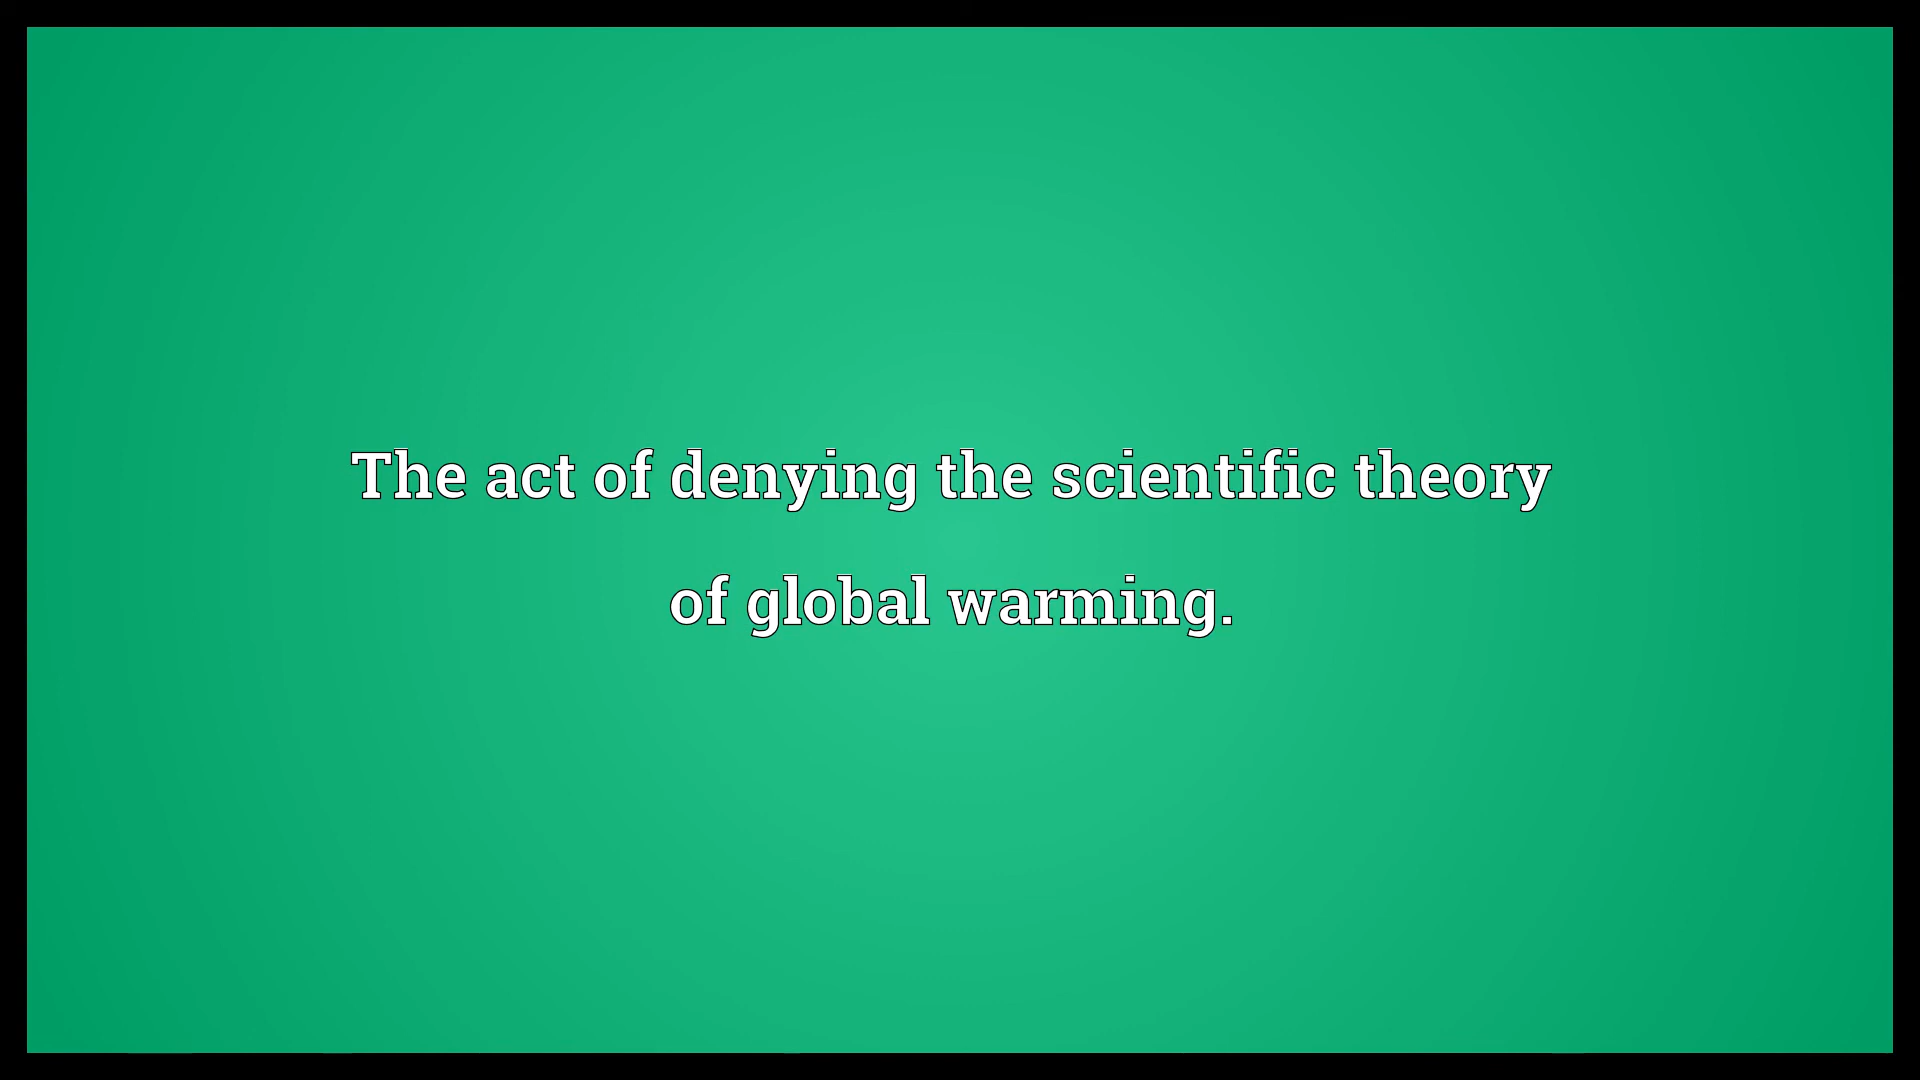 The act of denying the scientific theory
of global warming.